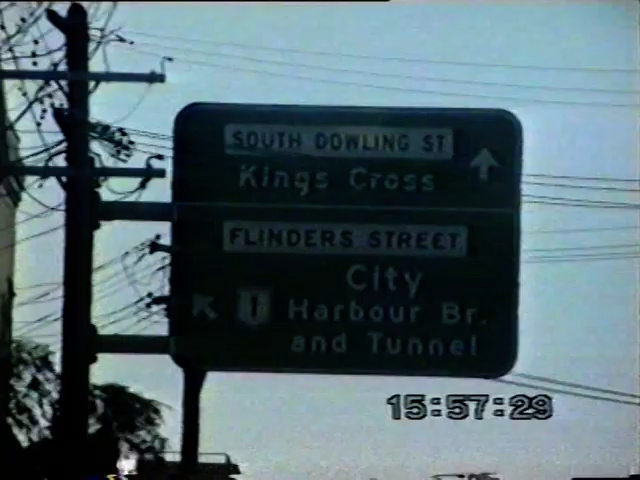 SOUTH DOWLING ST
Kings Cross
FLINDERS STREET
City
1 Harbour Br.
and Tunnel
15:57:29